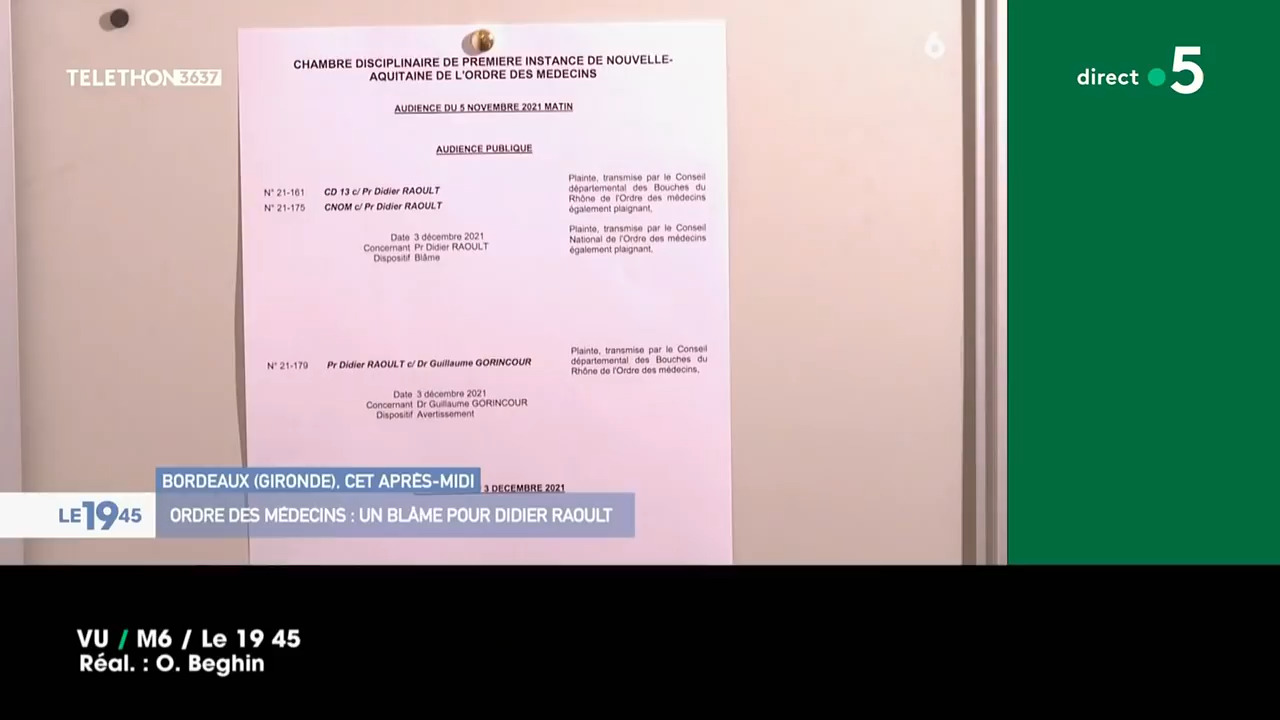 TELETHON 3637
6
direct 5
CHAMBRE DISCIPLINAIRE DE PREMIERE INSTANCE DE NOUVELLE-
AQUITAINE DE L'ORDRE DES MEDECINS
AUDIENCE DU 5 NOVEMBRE 2021 MATIN
AUDIENCE PUBLIQUE
N° 21-161 CD 13 c/ Pr Didier RAOULT
N° 21-175 CNOM c/ Pr Didier RAOULT
Plainte, transmise par le Conseil
départemental des Bouches du
Rhône de l'Ordre des médecins
également plaignant,
Plainte, transmise par le Conseil
National de l'Ordre des médecins
également plaignant,
Date 3 décembre 2021
Concernant Pr Didier RAOULT
Dispositif Blâme
N° 21-179 Pr Didier RAOULT c/ Dr Guillaume GORINCOUR
Plainte, transmise par le Conseil
départemental des Bouches du
Rhône de l'Ordre des médecins,
Date 3 décembre 2021
Concernant Dr Guillaume GORINCOUR
Dispositif Avertissement
3 DECEMBRE 2021
BORDEAUX (GIRONDE), CET APRÈS-MIDI
LE 19 45
ORDRE DES MÉDECINS : UN BLÂME POUR DIDIER RAOULT
VU / M6 / Le 19 45
Réal. : O. Beghin